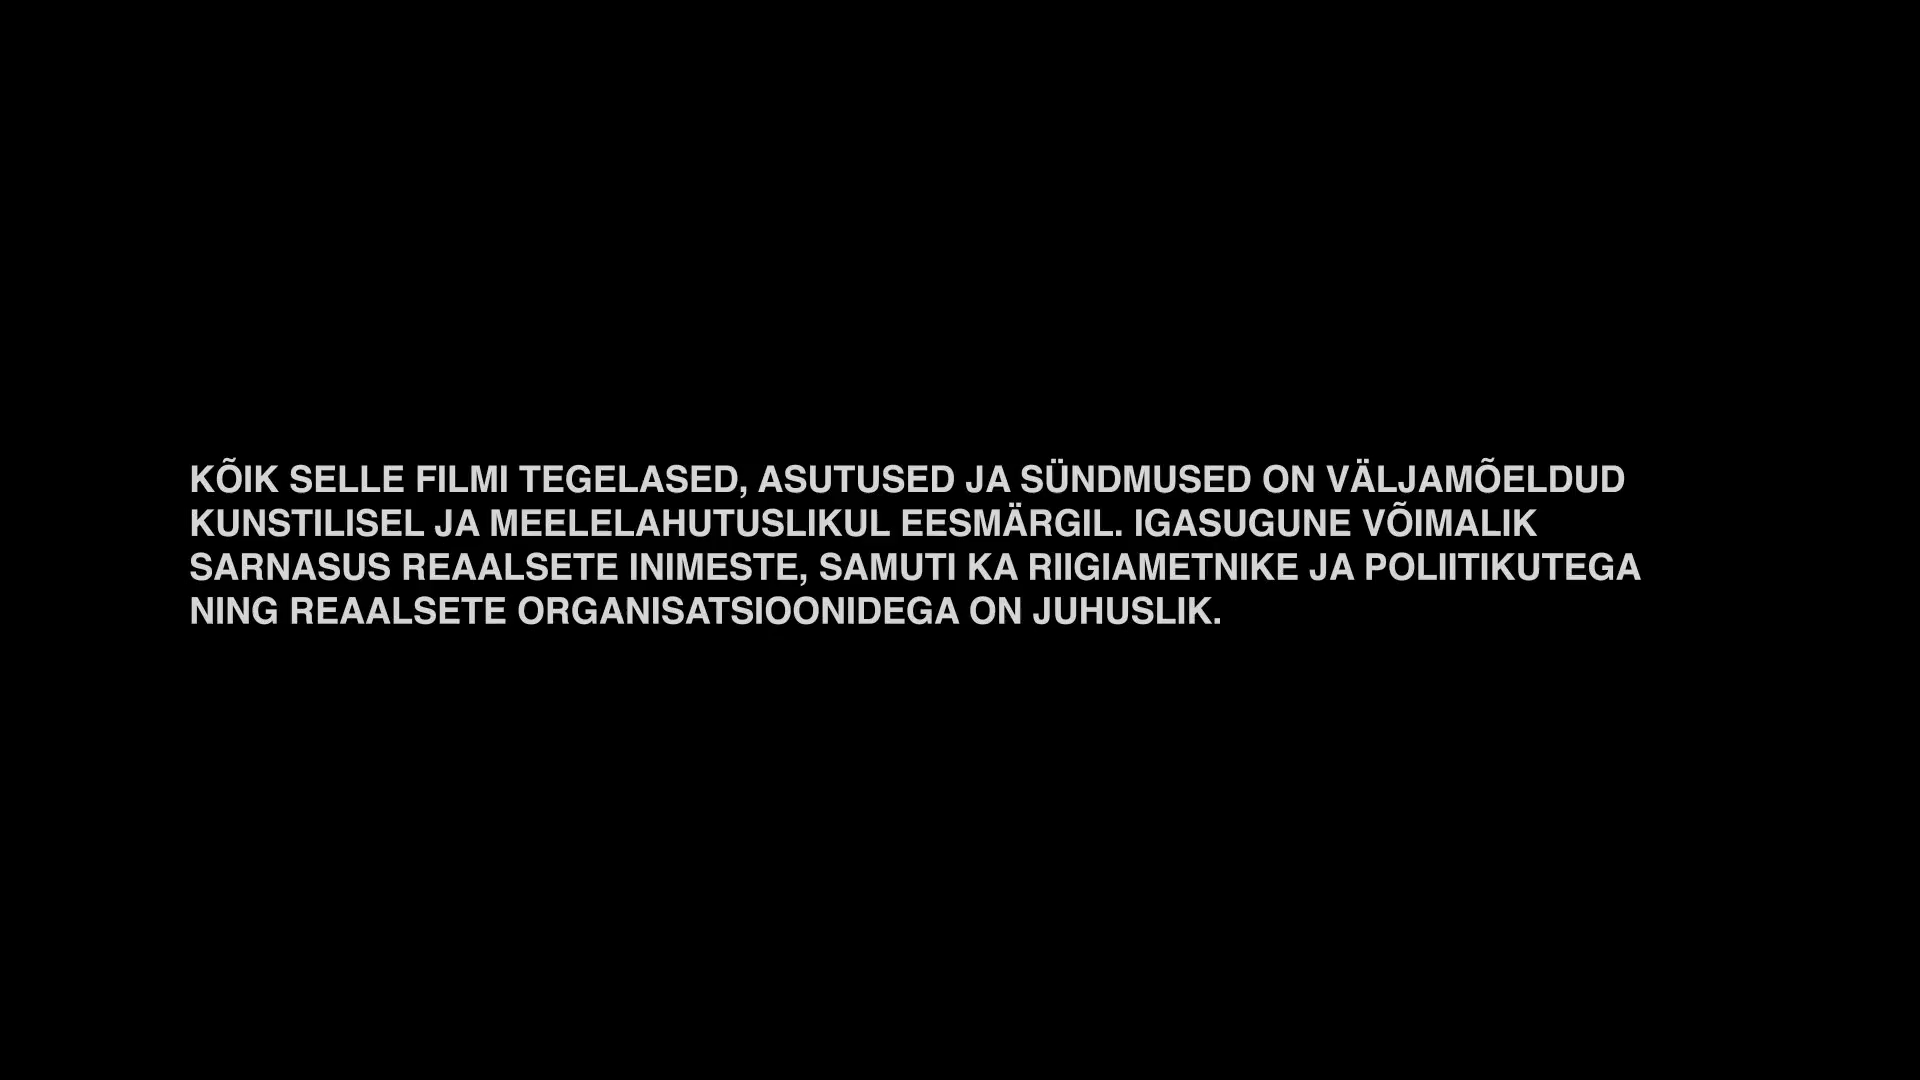 KÕIK SELLE FILMI TEGELASED, ASUTUSED JA SÜNDMUSED ON VÄLJAMÕELDUD
KUNSTILISEL JA MEELELAHUTUSLIKUL EESMÄRGIL. IGASUGUNE VÕIMALIK
SARNASUS REAALSETE INIMESTE, SAMUTI KA RIIGIAMETNIKE JA POLIITIKUTEGA
NING REAALSETE ORGANISATSIOONIDEGA ON JUHUSLIK.